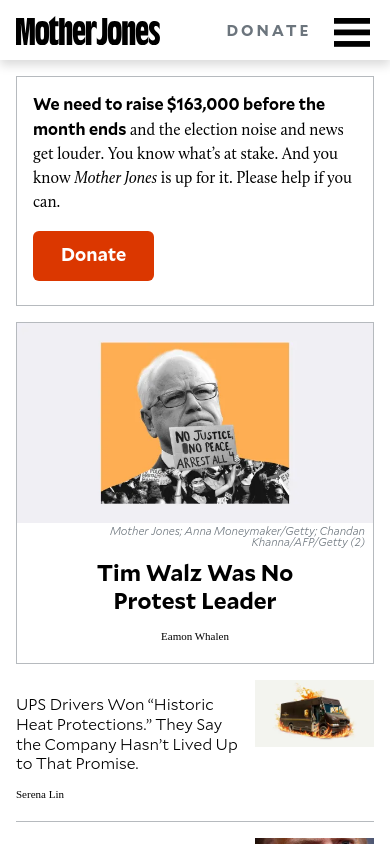 Mother Jones
DONATE
We need to raise $163,000 before the
month ends and the election noise and news
get louder. You know what’s at stake. And you
know Mother Jones is up for it. Please help if you
can.
Donate
NO JUSTICE,
NO PEACE.
ARREST ALL 4
Mother Jones; Anna Moneymaker/Getty; Chandan
Khanna/AFP/Getty (2)
Tim Walz Was No
Protest Leader
Eamon Whalen
UPS Drivers Won “Historic
Heat Protections.” They Say
the Company Hasn’t Lived Up
to That Promise.
Serena Lin